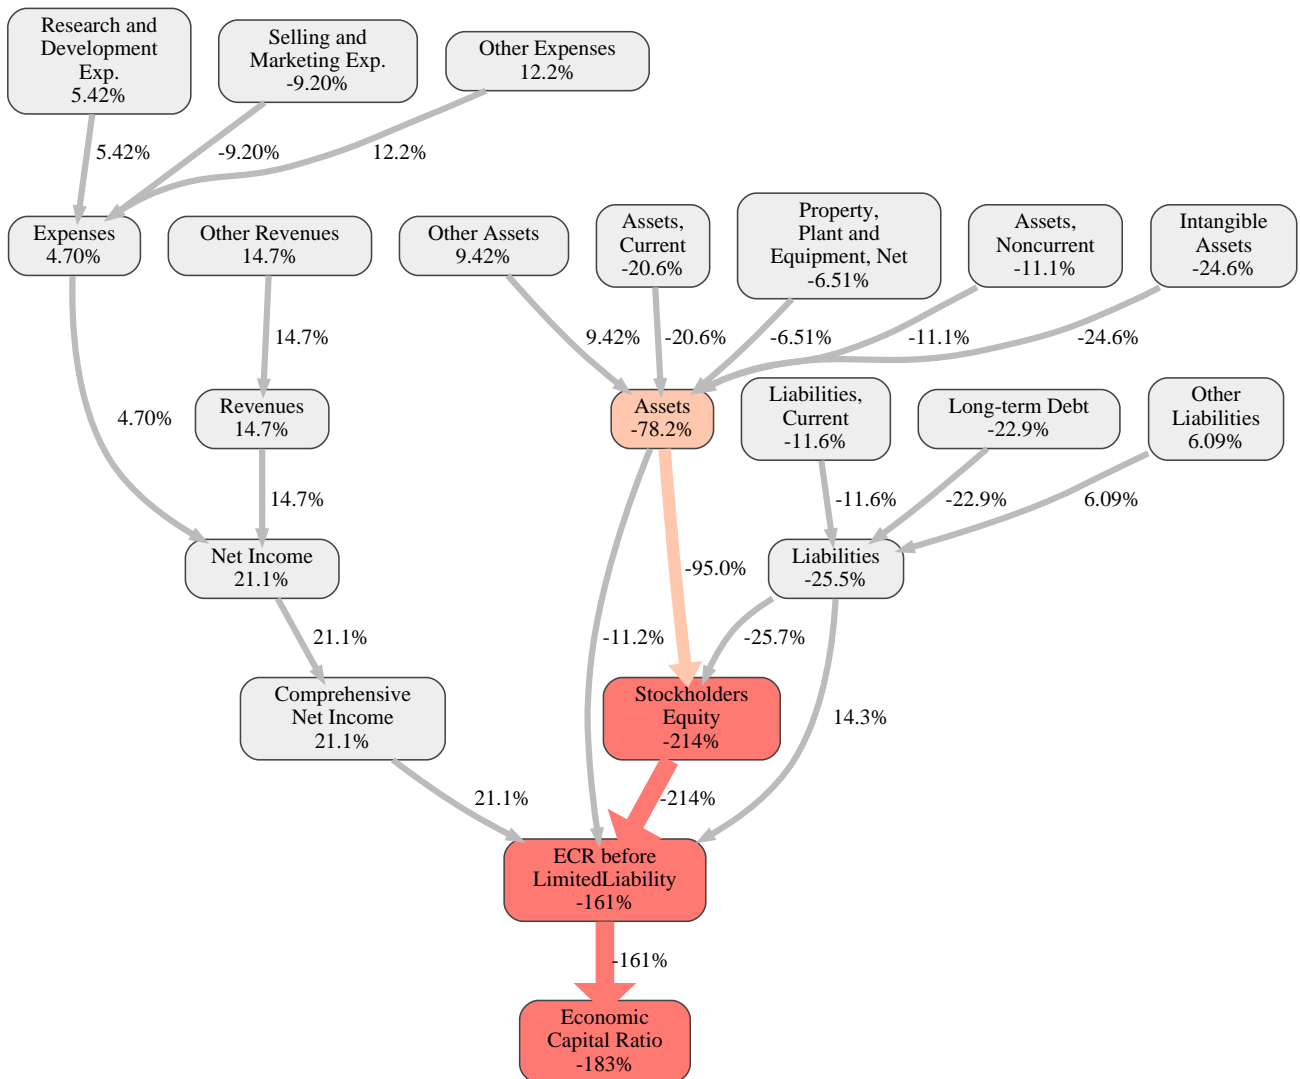 Research and
Development
Exp.
5.42%
Selling and
Marketing Exp.
-9.20%
Other Expenses
12.2%
5.42%
-9.20%
12.2%
Expenses
4.70%
Other Revenues
14.7%
Other Assets
9.42%
Assets,
Current
-20.6%
Property,
Plant and
Equipment, Net
-6.51%
Assets,
Noncurrent
-11.1%
Intangible
Assets
-24.6%
14.7%
9.42%
-20.6%
-6.51%
-11.1%
-24.6%
4.70%
Revenues
14.7%
Assets
-78.2%
Liabilities,
Current
-11.6%
Long-term Debt
-22.9%
Other
Liabilities
6.09%
14.7%
-11.6%
-22.9%
6.09%
Net Income
21.1%
-95.0%
Liabilities
-25.5%
21.1%
-11.2%
-25.7%
Comprehensive
Net Income
21.1%
Stockholders
Equity
-214%
14.3%
21.1%
-214%
ECR before
LimitedLiability
-161%
-161%
Economic
Capital Ratio
-183%